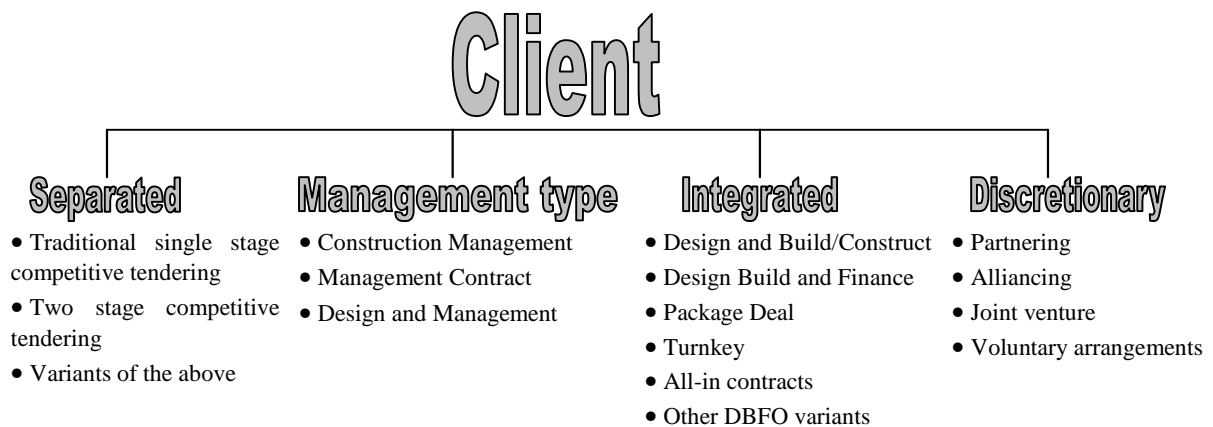 Client
Separated
• Traditional single stage
competitive tendering
• Two stage competitive
tendering
• Variants of the above
Management type
• Construction Management
• Management Contract
• Design and Management
Integrated
• Design and Build/Construct
• Design Build and Finance
• Package Deal
• Turnkey
• All-in contracts
• Other DBFO variants
Discretionary
• Partnering
• Alliancing
• Joint venture
• Voluntary arrangements